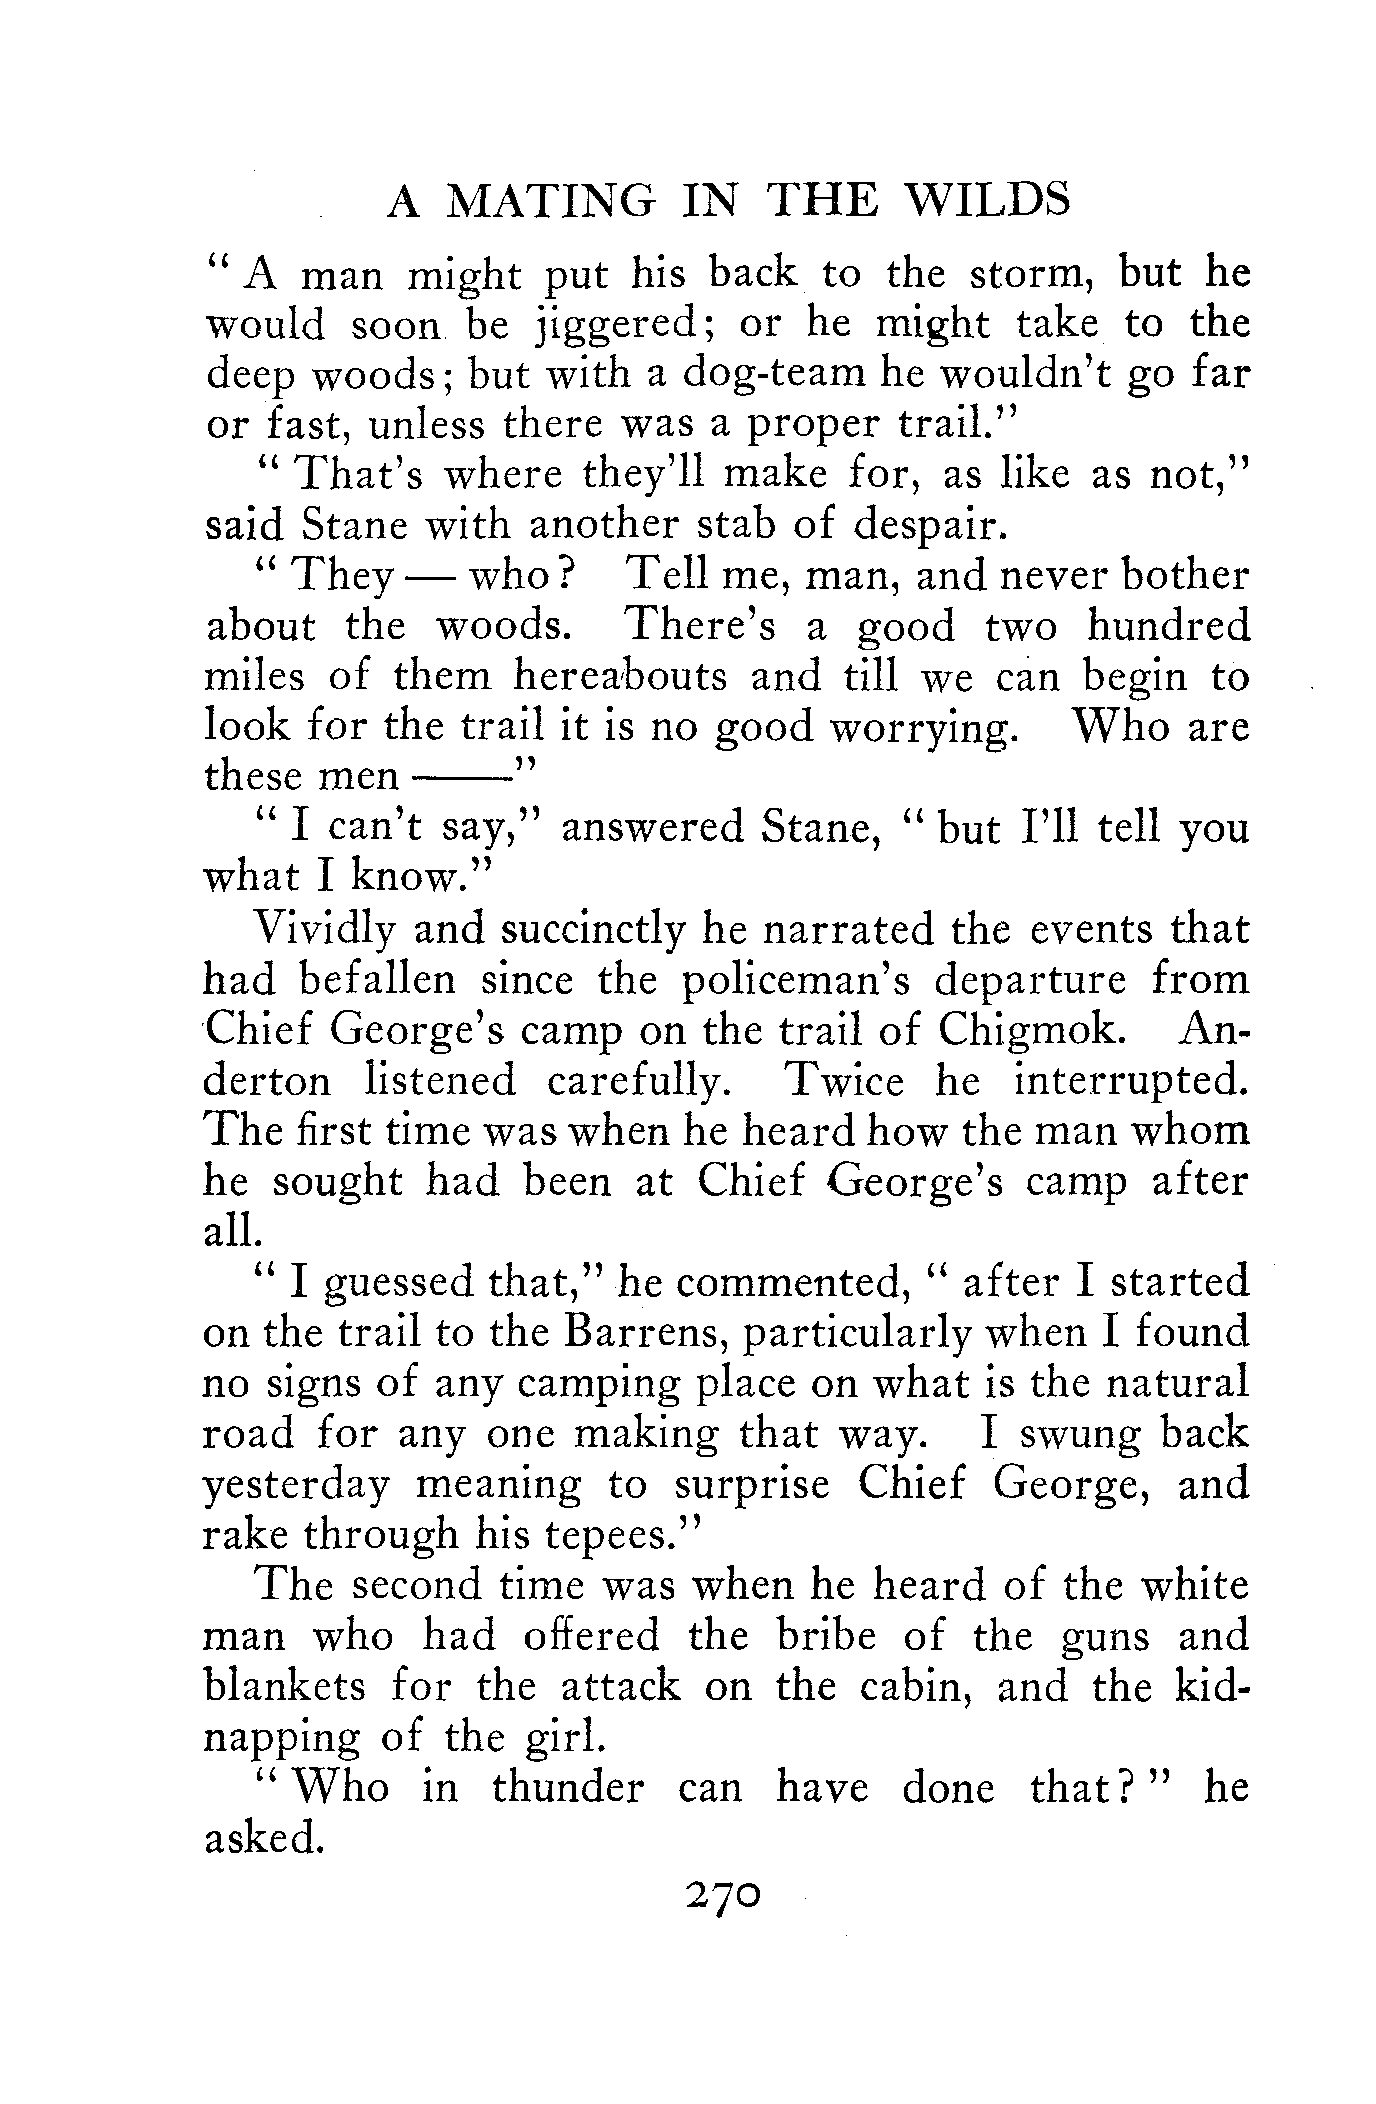 A MATING IN THE WILDS
“ A man might put his back to the storm, but he
would soon be jiggered; or he might take to the
deep woods; but with a dog-team he wouldn’t go far
or fast, unless there was a proper trail.”
“ That’s where they’ll make for, as like as not,”
said Stane with another stab of despair.
“ They — who? Tell me, man, and never bother
about the woods. There’s a good two hundred
miles of them hereabouts and till we can begin to
look for the trail it is no good worrying. Who are
these men ——”
“ I can’t say,” answered Stane, “ but I’ll tell you
what I know.”
Vividly and succinctly he narrated the events that
had befallen since the policeman’s departure from
Chief George’s camp on the trail of Chigmok. An-
derton listened carefully. Twice he interrupted.
The first time was when he heard how the man whom
he sought had been at Chief George’s camp after
all.
“ I guessed that,” he commented, “ after I started
on the trail to the Barrens, particularly when I found
no signs of any camping place on what is the natural
road for any one making that way. I swung back
yesterday meaning to surprise Chief George, and
rake through his tepees.”
The second time was when he heard of the white
man who had offered the bribe of the guns and
blankets for the attack on the cabin, and the kid-
napping of the girl.
“ Who in thunder can have done that? ” he
asked.
270